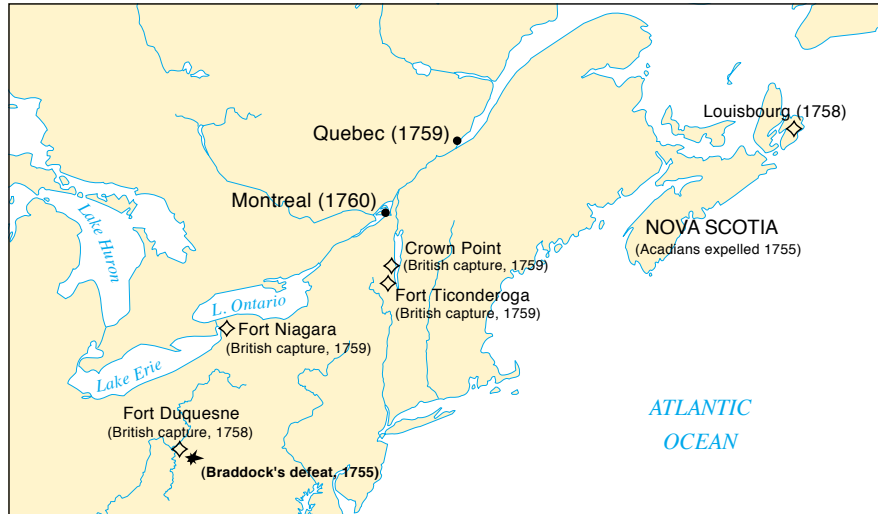 Louisbourg (1758)
Quebec (1759)
Montreal (1760)
NOVA SCOTIA
(Acadians expelled 1755)
Lake Huron
Crown Point
(British capture, 1759)
Fort Ticonderoga
(British capture, 1759)
L. Ontario
Fort Niagara
(British capture, 1759)
Lake Erie
Fort Duquesne
(British capture, 1758)
(Braddock's defeat, 1755)
ATLANTIC
OCEAN